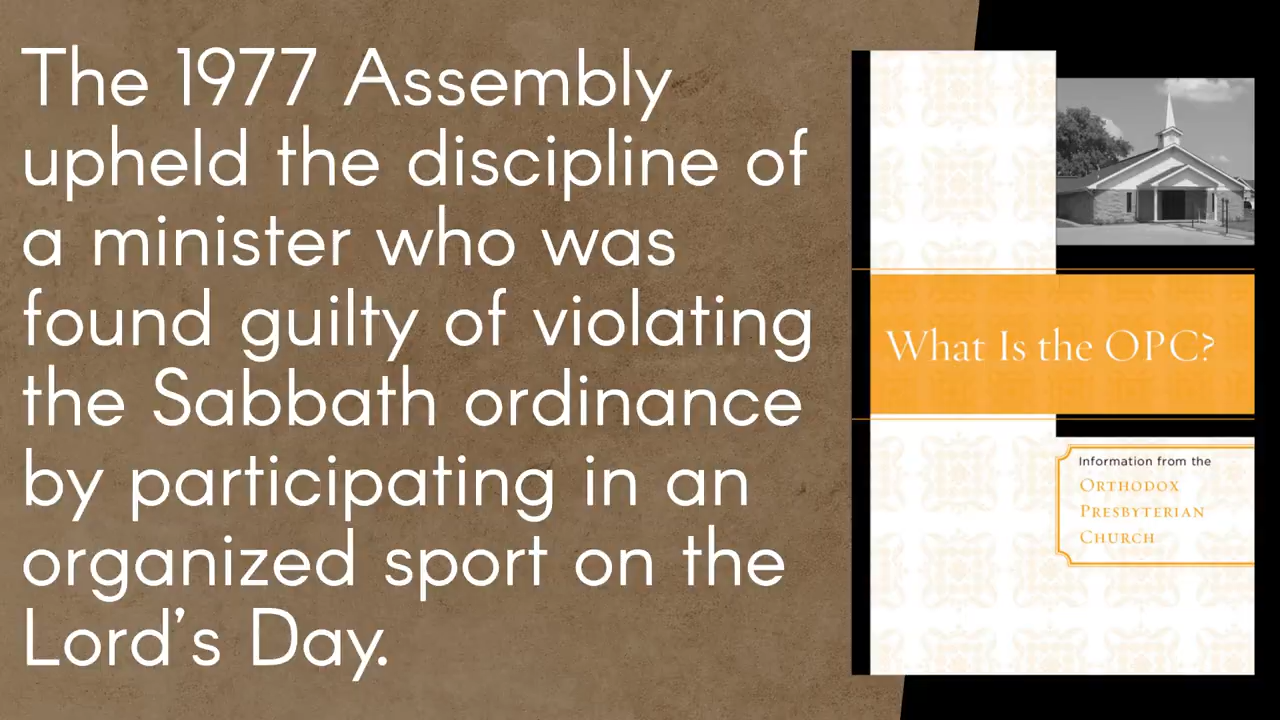 The 1977 Assembly
upheld the discipline of
a minister who was
found guilty of violating
the Sabbath ordinance
by participating in an
organized sport on the
Lord's Day.
What Is the OPC?
Information from the
Orthodox
Presbyterian
Church